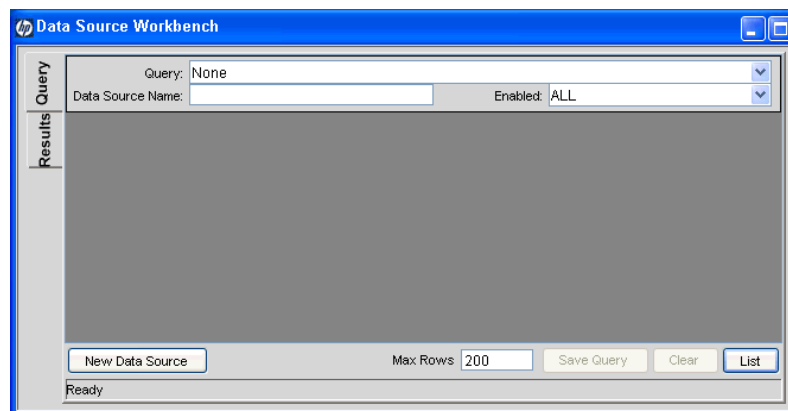 hp Data Source Workbench
Query
Results
Query: None
Data Source Name: Enabled: ALL
New Data Source Max Rows 200 Save Query Clear List
Ready